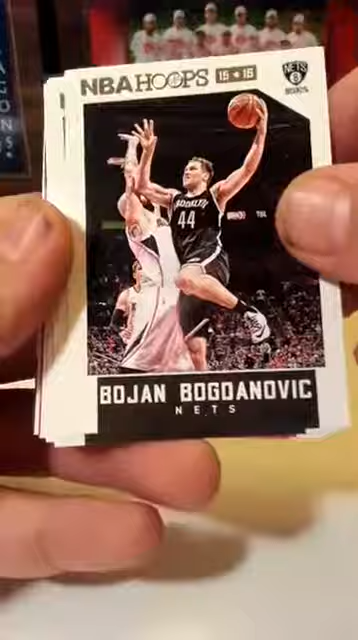 NBA HOOPS 15 16
NETS
B
BROOKLYN
44
BOJAN BOGDANOVIC
NETS